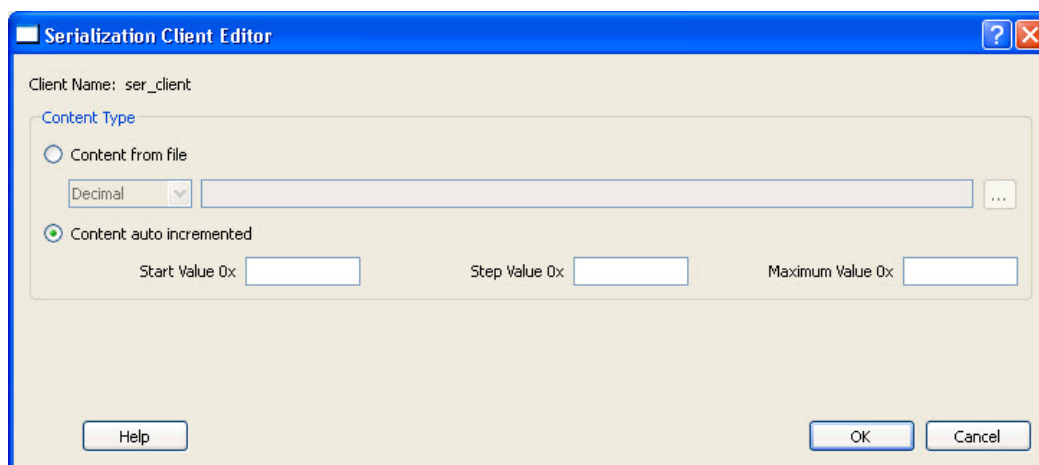 Serialization Client Editor
Client Name: ser_client
Content Type
Content from file
Decimal
...
Content auto incremented
Start Value 0x Step Value 0x Maximum Value 0x
Help OK Cancel